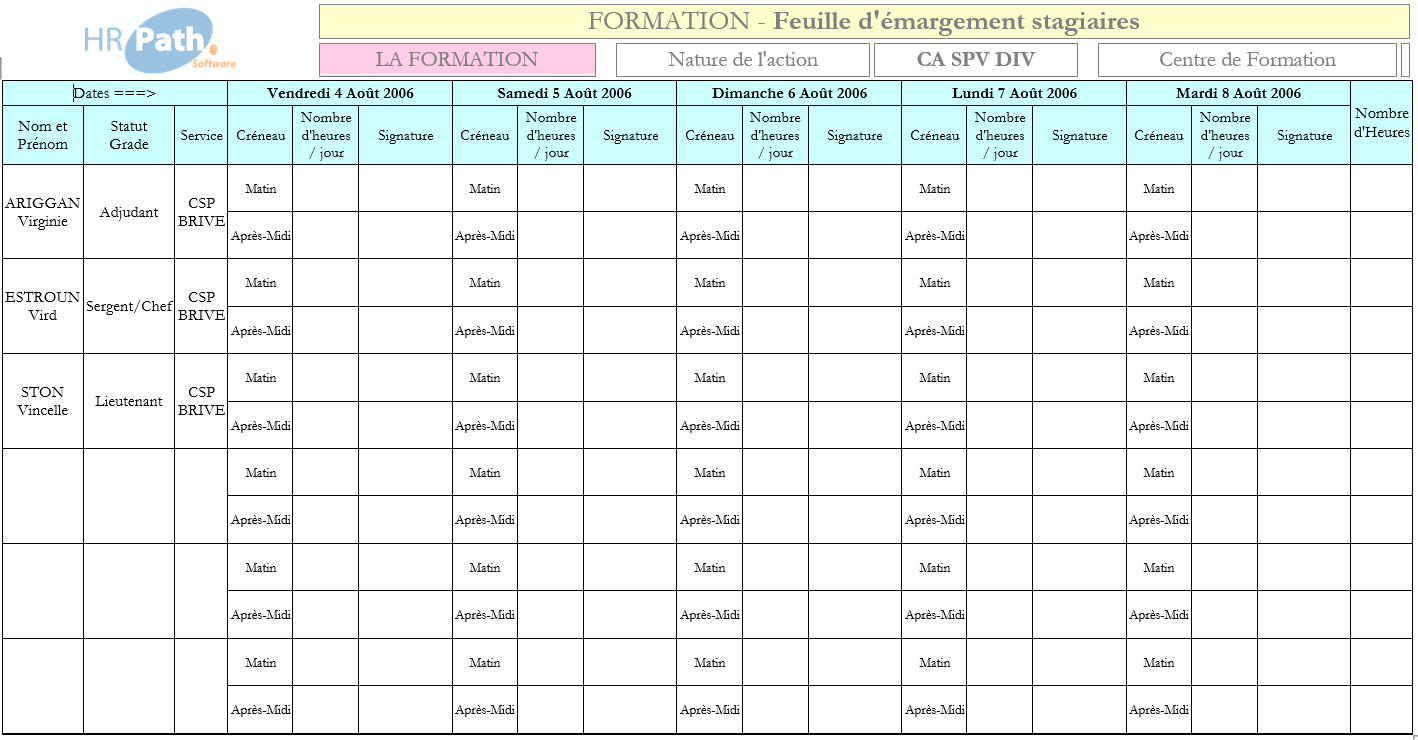 HR Path Software
FORMATION - Feuille d'émargement stagiaires
LA FORMATION Nature de l'action CA SPV DIV Centre de Formation
Dates ===> Vendredi 4 Août 2006 Samedi 5 Août 2006 Dimanche 6 Août 2006 Lundi 7 Août 2006 Mardi 8 Août 2006 Nombre d'Heures
Nom et Prénom Statut Grade Service Créneau Nombre d'heures / jour Signature Créneau Nombre d'heures / jour Signature Créneau Nombre d'heures / jour Signature Créneau Nombre d'heures / jour Signature Créneau Nombre d'heures / jour Signature
ARIGGAN Virginie Adjudant CSP BRIVE Matin Matin Matin Matin Matin
Après-Midi Après-Midi Après-Midi Après-Midi Après-Midi
ESTROUN Vird Sergent/Chef CSP BRIVE Matin Matin Matin Matin Matin
Après-Midi Après-Midi Après-Midi Après-Midi Après-Midi
STON Vincelle Lieutenant CSP BRIVE Matin Matin Matin Matin Matin
Après-Midi Après-Midi Après-Midi Après-Midi Après-Midi
Matin Matin Matin Matin Matin
Après-Midi Après-Midi Après-Midi Après-Midi Après-Midi
Matin Matin Matin Matin Matin
Après-Midi Après-Midi Après-Midi Après-Midi Après-Midi
Matin Matin Matin Matin Matin
Après-Midi Après-Midi Après-Midi Après-Midi Après-Midi